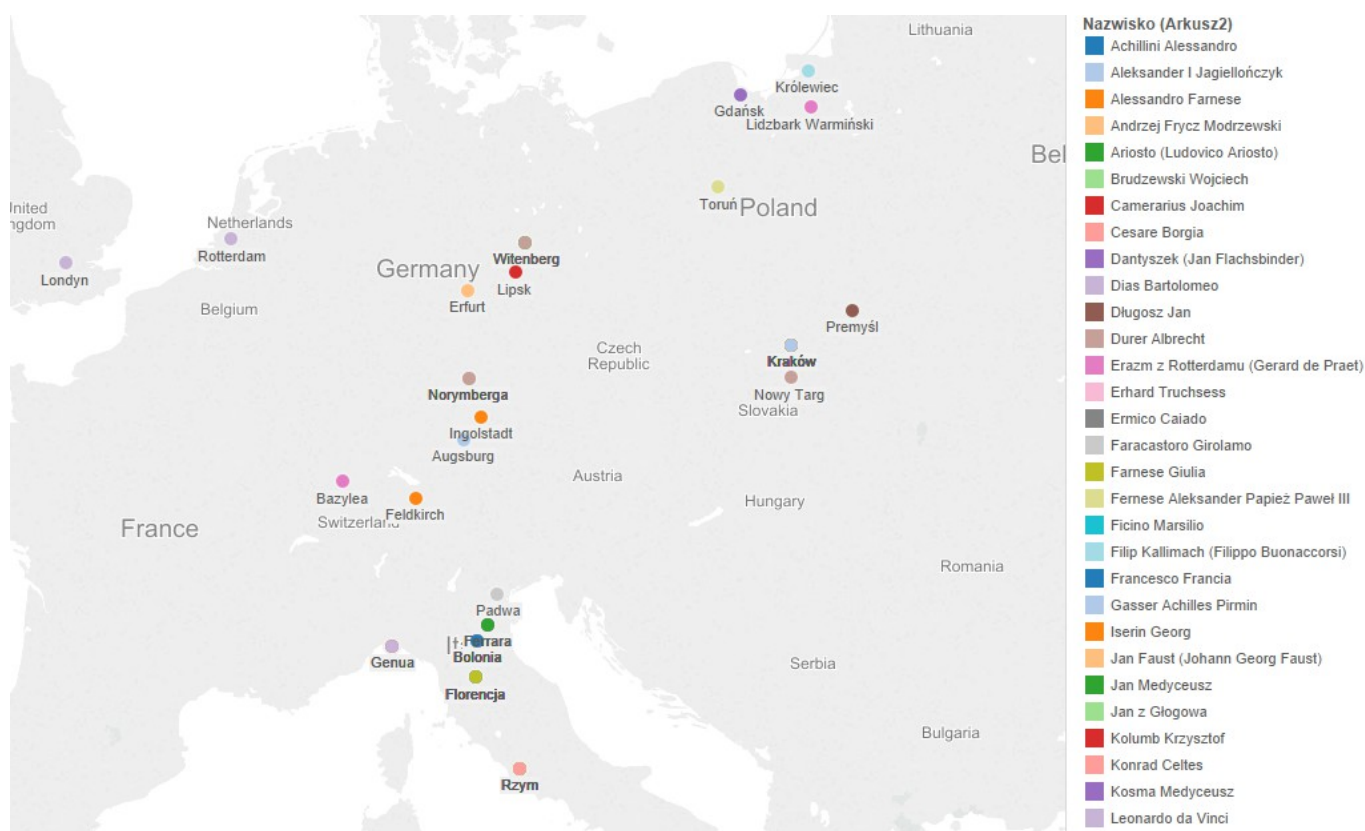 Lithuania
Królewiec
Gdańsk
Lidzbark Warmiński
Bel
Toruń
Poland
United
ngdom
Netherlands
Rotterdam
Londyn
Witenberg
Germany
Lipsk
Erfurt
Belgium
Premyśl
Czech
Republic
Kraków
Norymberga
Nowy Targ
Slovakia
Ingolstadt
Augsburg
Austria
Bazylea
Feldkirch
Switzerland
Hungary
France
Romania
Padwa
Ferrara
Bolonia
Genua
Florencja
Serbia
Bulgaria
Rzym
Nazwisko (Arkusz2)
Achillini Alessandro
Aleksander I Jagiellończyk
Alessandro Farnese
Andrzej Frycz Modrzewski
Ariosto (Ludovico Ariosto)
Brudzewski Wojciech
Camerarius Joachim
Cesare Borgia
Dantyszek (Jan Flachsbinder)
Dias Bartolomeo
Długosz Jan
Durer Albrecht
Erazm z Rotterdamu (Gerard de Praet)
Erhard Truchsess
Ermico Caiado
Faracastoro Girolamo
Farnese Giulia
Fernese Aleksander Papież Paweł III
Ficino Marsilio
Filip Kallimach (Filippo Buonaccorsi)
Francesco Francia
Gasser Achilles Pirmin
Iserin Georg
Jan Faust (Johann Georg Faust)
Jan Medyceusz
Jan z Głogowa
Kolumb Krzysztof
Konrad Celtes
Kosma Medyceusz
Leonardo da Vinci